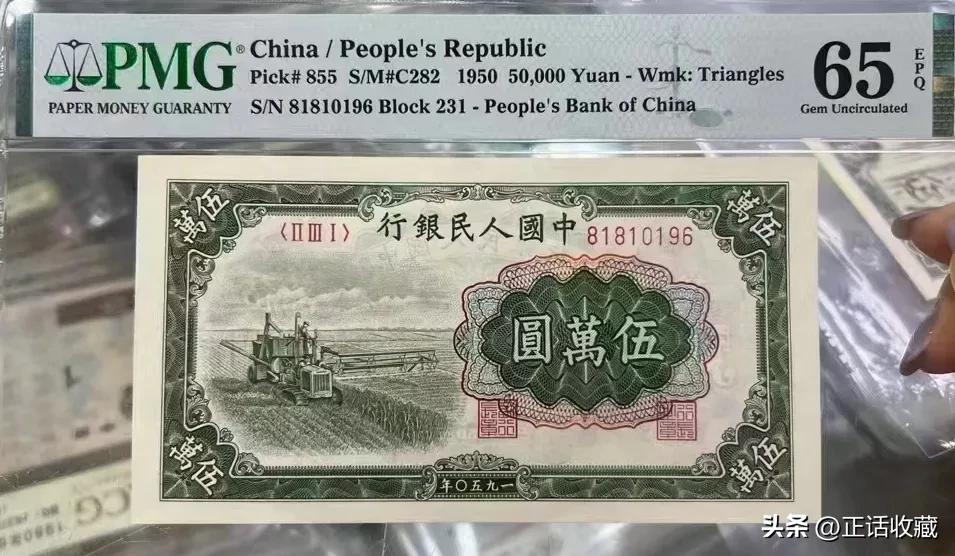 PMG® China / People's Republic
Pick# 855 S/M#C282 1950 50,000 Yuan - Wmk: Triangles
PAPER MONEY GUARANTY
S/N 81810196 Block 231 - People's Bank of China
65 EPQ
Gem Uncirculated
伍萬
伍萬
中國人民銀行
〈II III I〉
81810196
伍萬圓
伍萬
伍萬
一九五〇年
CG
头条 @正话收藏